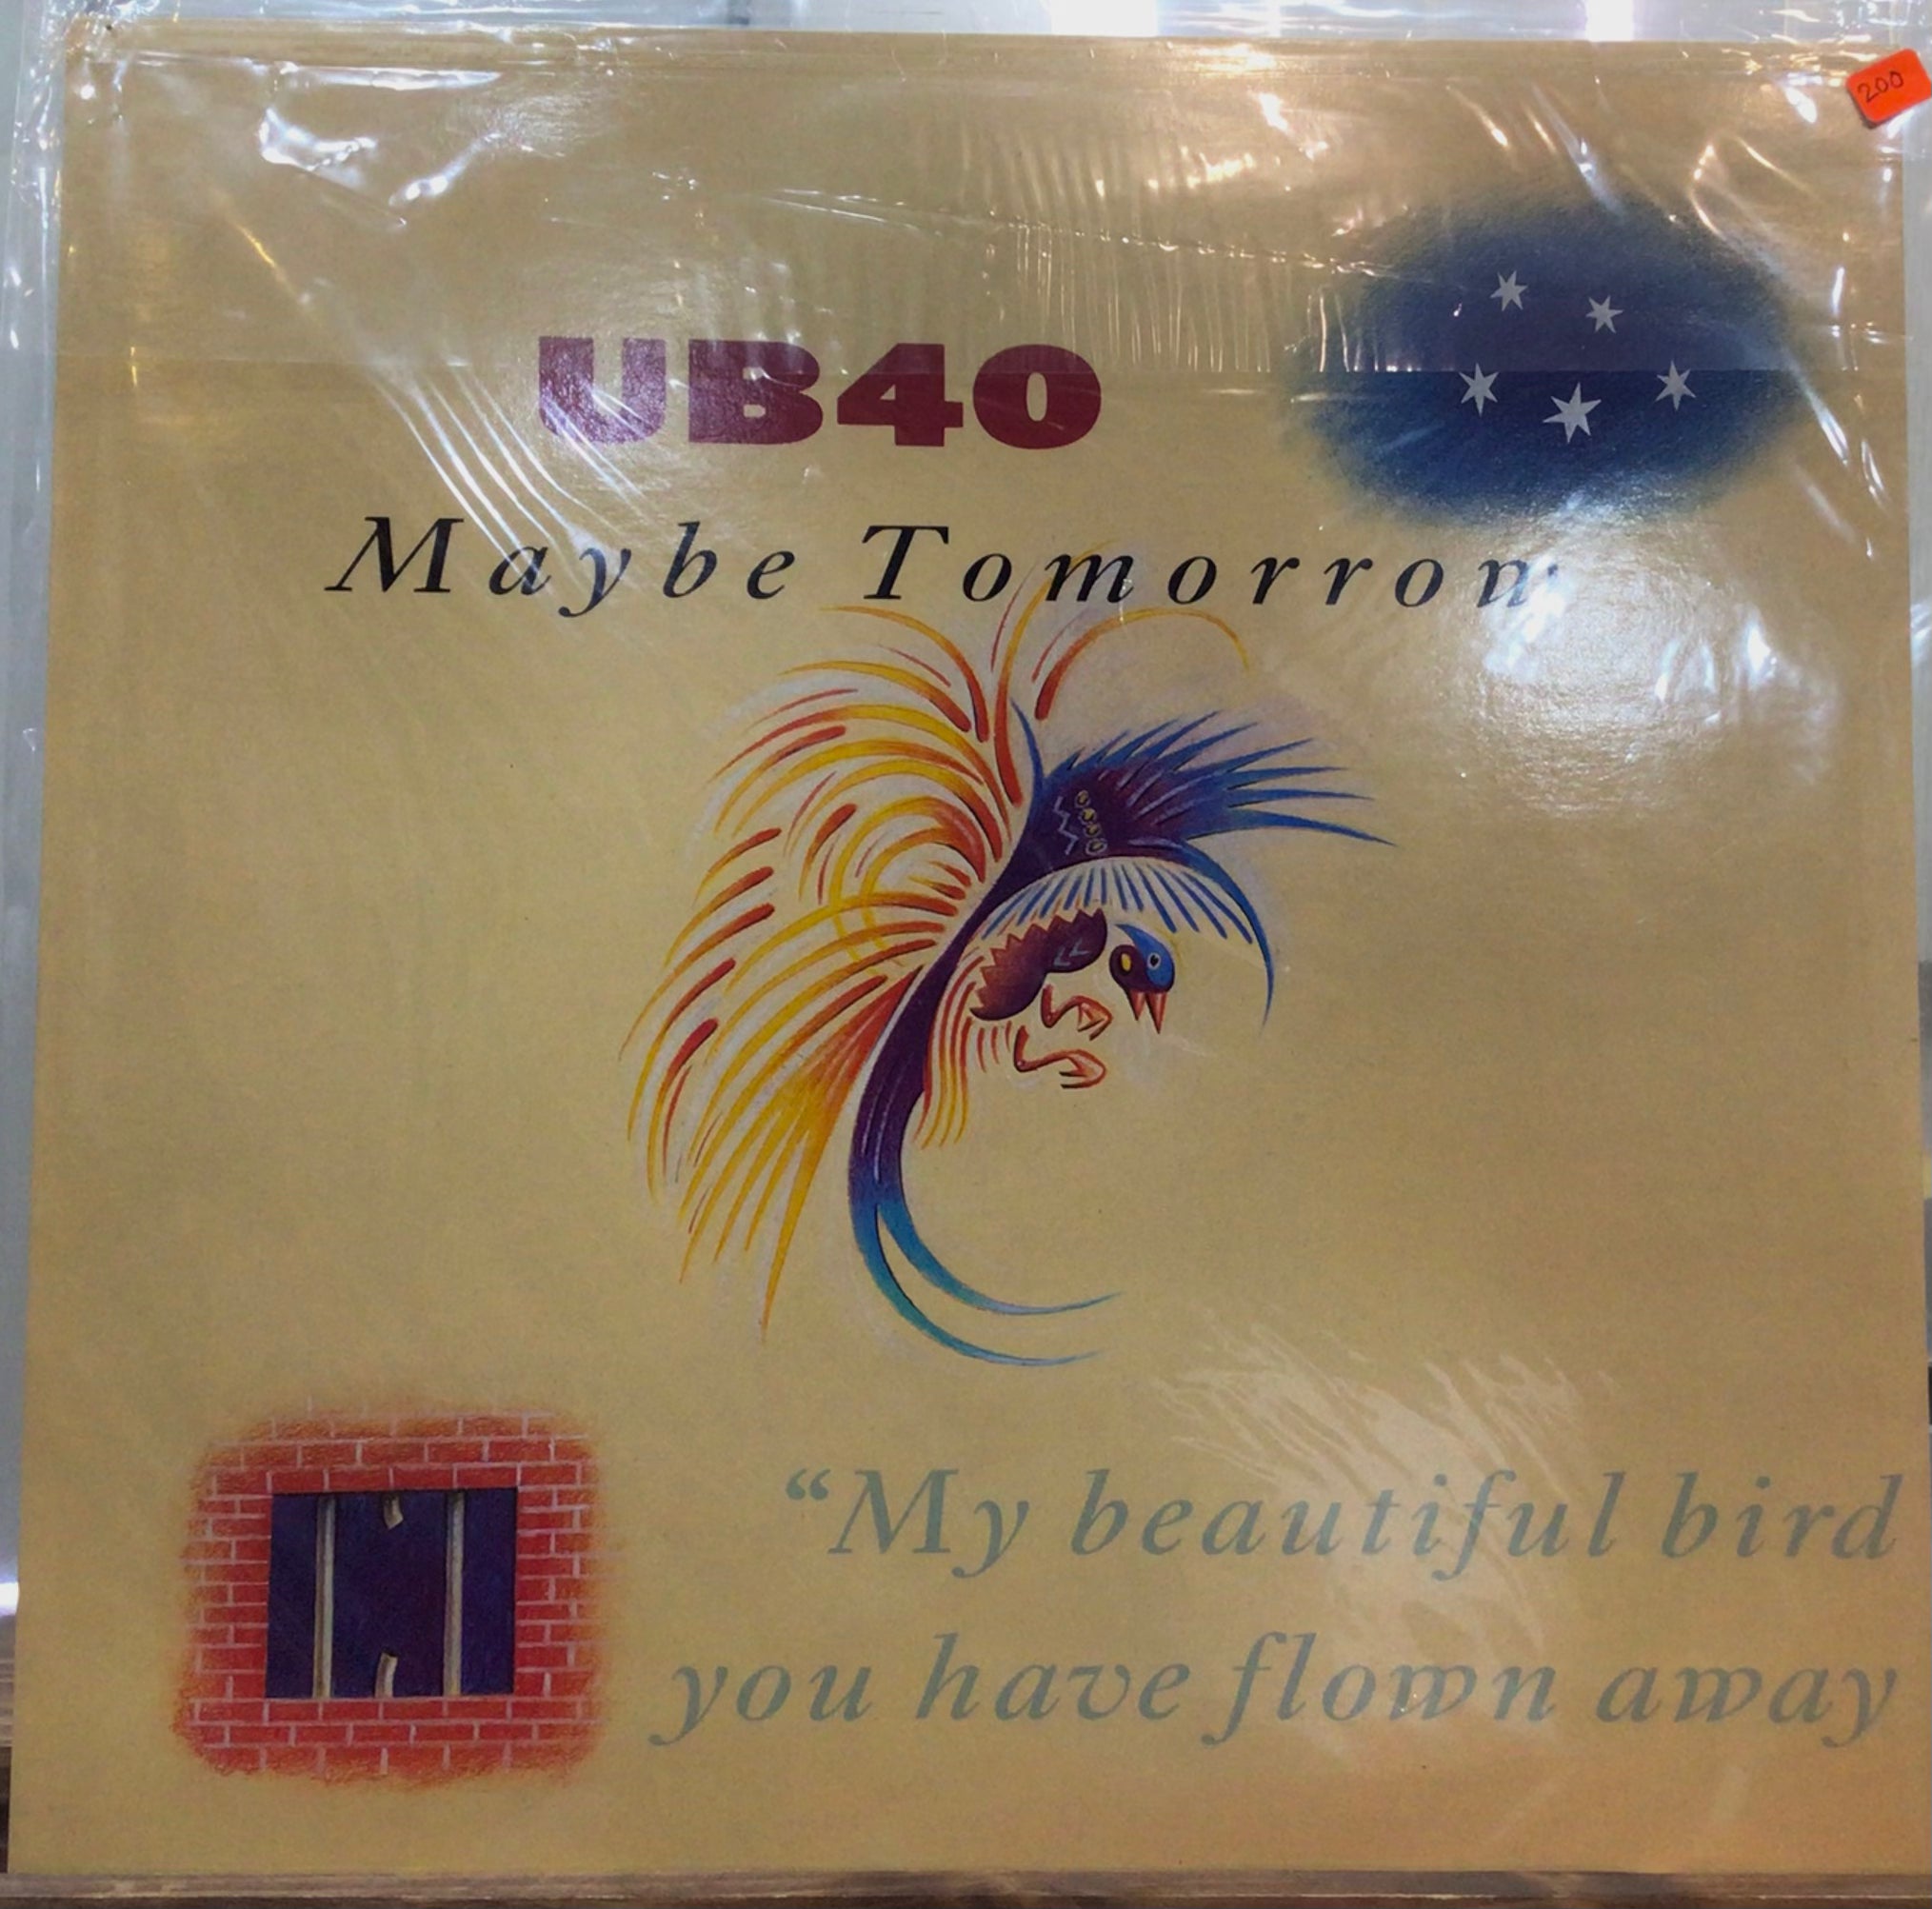 200
UB40
Maybe Tomorrow
“My beautiful bird
you have flown away